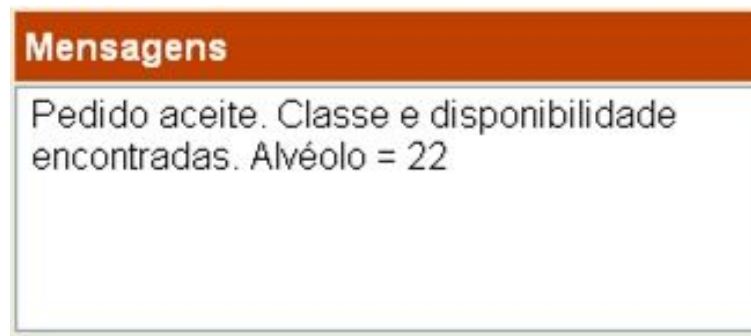 Mensagens
Pedido aceite. Classe e disponibilidade
encontradas. Alvéolo = 22